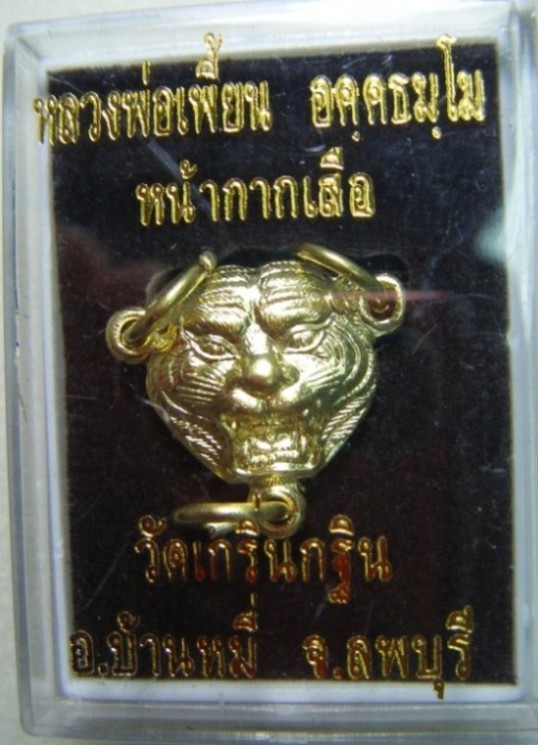 หลวงพ่อเพี้ยน อคฺคธมฺโม
หน้ากากเสือ
วัดเกริ่นกฐิน
อ.บ้านหมี่ จ.ลพบุรี